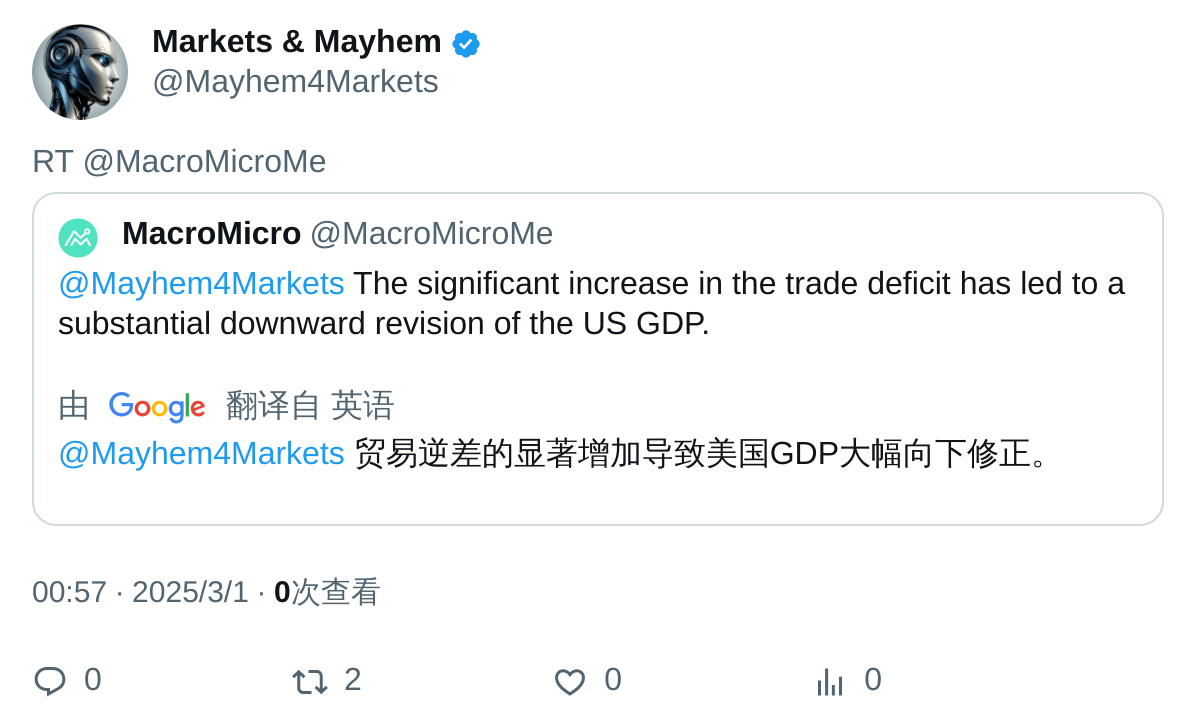 Markets & Mayhem
@Mayhem4Markets
RT @MacroMicroMe
MacroMicro @MacroMicroMe
@Mayhem4Markets The significant increase in the trade deficit has led to a
substantial downward revision of the US GDP.
由 Google 翻译自 英语
@Mayhem4Markets 贸易逆差的显著增加导致美国GDP大幅向下修正。
00:57 · 2025/3/1 · 0次查看
0 2 0 0